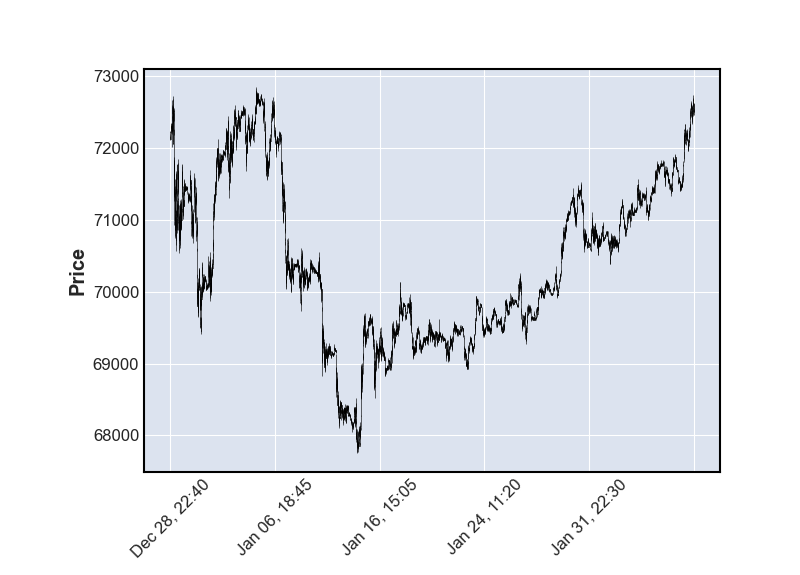 73000
72000
71000
70000
69000
68000
Price
Dec 28, 22:40
Jan 06, 18:45
Jan 16, 15:05
Jan 24, 11:20
Jan 31, 22:30